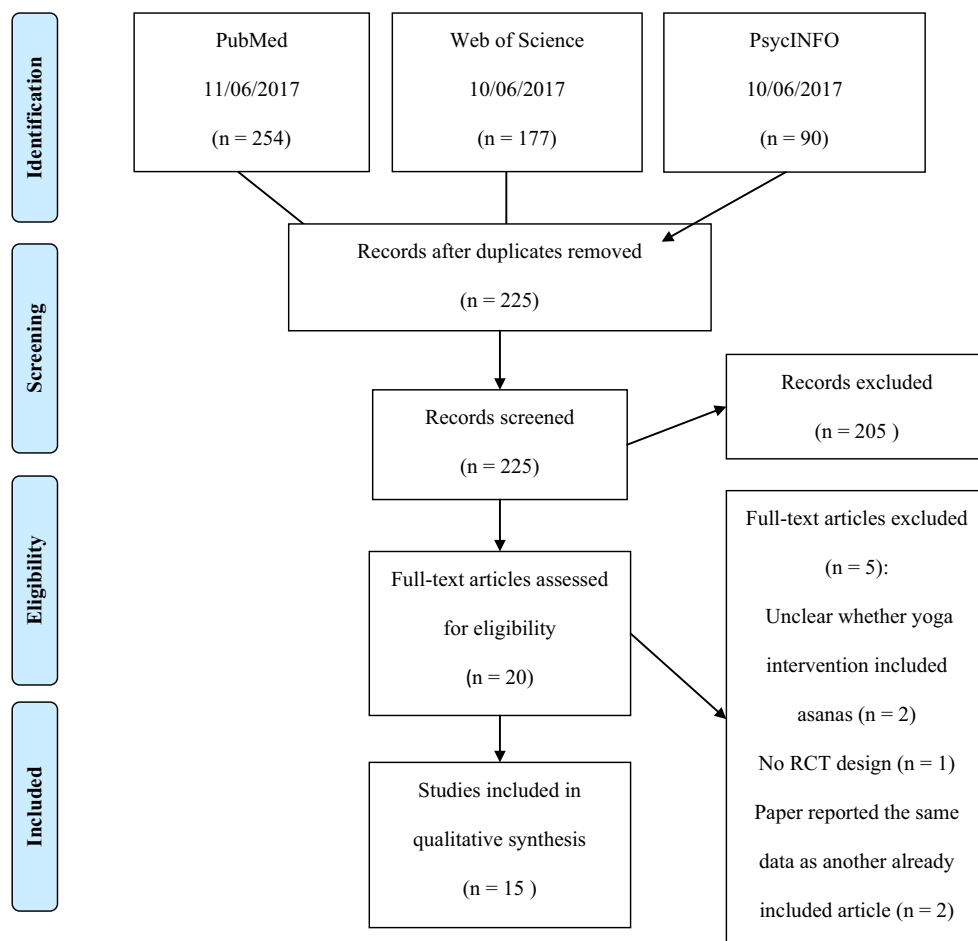 Identification
PubMed
11/06/2017
(n = 254)
Web of Science
10/06/2017
(n = 177)
PsycINFO
10/06/2017
(n = 90)
Screening
Records after duplicates removed
(n = 225)
Records screened
(n = 225)
Records excluded
(n = 205 )
Eligibility
Full-text articles assessed
for eligibility
(n = 20)
Full-text articles excluded
(n = 5):
Unclear whether yoga
intervention included
asanas (n = 2)
No RCT design (n = 1)
Paper reported the same
data as another already
included article (n = 2)
Included
Studies included in
qualitative synthesis
(n = 15 )